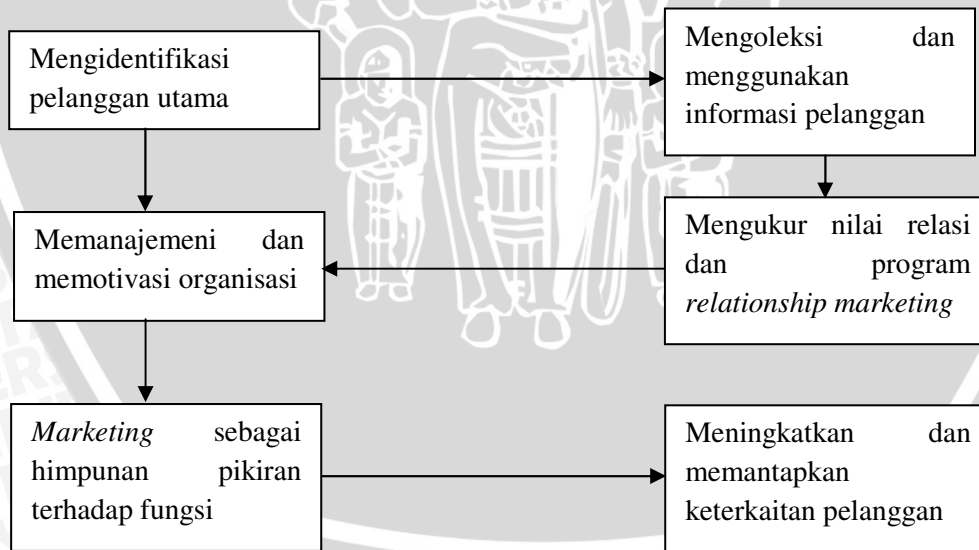 Mengidentifikasi
pelanggan utama
Mengoleksi dan
menggunakan
informasi pelanggan
Memanajemeni dan
memotivasi organisasi
Mengukur nilai relasi
dan program
relationship marketing
Marketing sebagai
himpunan pikiran
terhadap fungsi
Meningkatkan dan
memantapkan
keterkaitan pelanggan